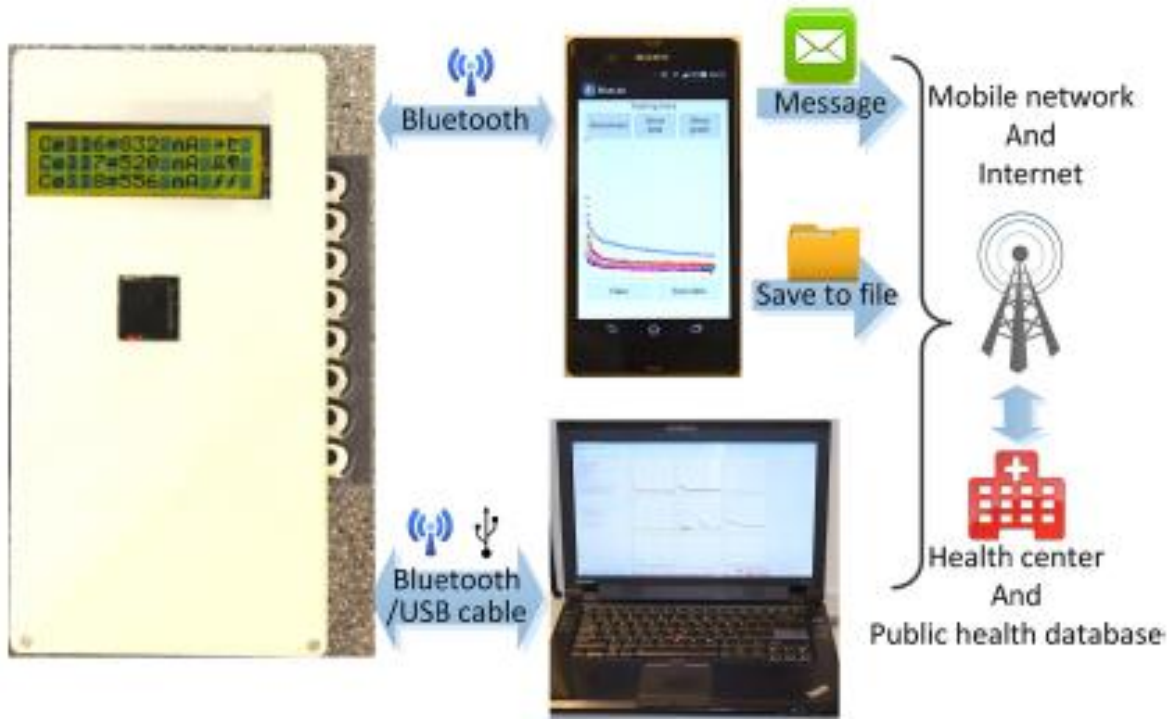 Bluetooth
Message
Save to file
Bluetooth
/USB cable
Mobile network
And
Internet
Health center
And
Public health database